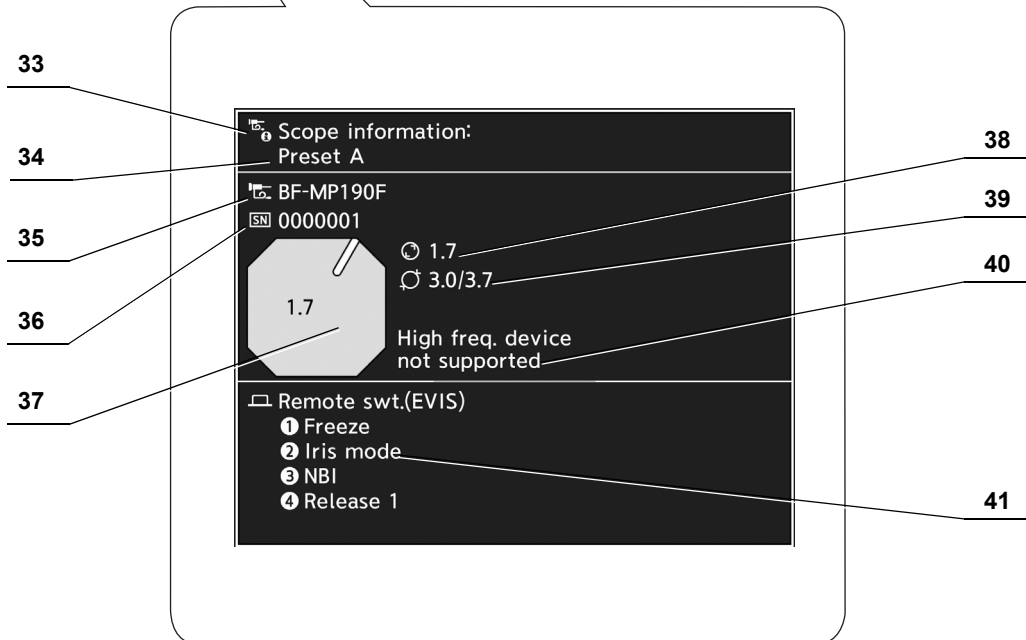 33
34
35
36
37
Scope information:
Preset A
BF-MP190F
SN 0000001
1.7
1.7
3.0/3.7
High freq. device
not supported
Remote swt.(EVIS)
1 Freeze
2 Iris mode
3 NBI
4 Release 1
38
39
40
41